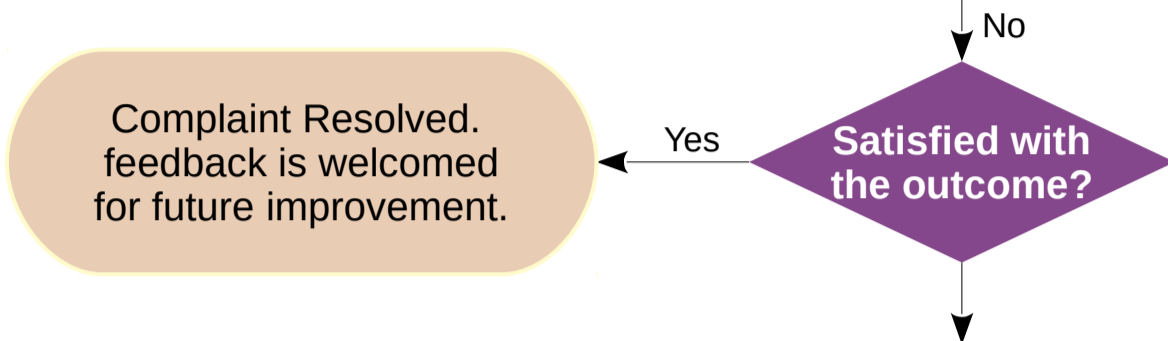 No
Complaint Resolved.
feedback is welcomed
for future improvement.
Yes
Satisfied with
the outcome?